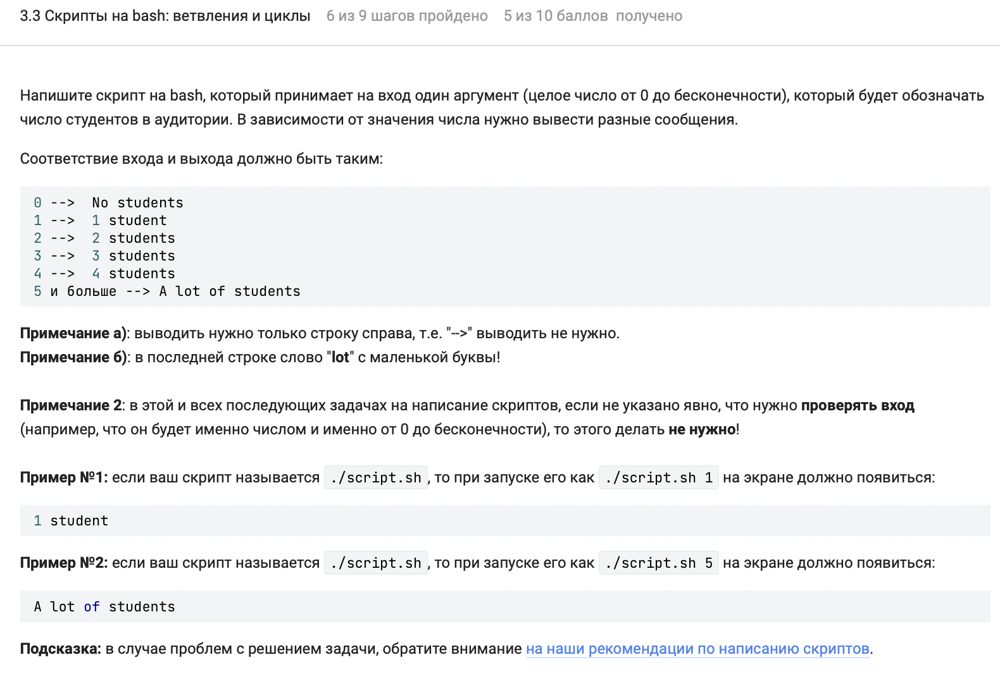 3.3 Скрипты на bash: ветвления и циклы 6 из 9 шагов пройдено 5 из 10 баллов получено
Напишите скрипт на bash, который принимает на вход один аргумент (целое число от 0 до бесконечности), который будет обозначать
число студентов в аудитории. В зависимости от значения числа нужно вывести разные сообщения.
Соответствие входа и выхода должно быть таким:
0 -->  No students
1 -->  1 student
2 -->  2 students
3 -->  3 students
4 -->  4 students
5 и больше --> A lot of students
Примечание а): выводить нужно только строку справа, т.е. "-->" выводить не нужно.
Примечание б): в последней строке слово "lot" с маленькой буквы!
Примечание 2: в этой и всех последующих задачах на написание скриптов, если не указано явно, что нужно проверять вход
(например, что он будет именно числом и именно от 0 до бесконечности), то этого делать не нужно!
Пример №1: если ваш скрипт называется ./script.sh, то при запуске его как ./script.sh 1 на экране должно появиться:
1 student
Пример №2: если ваш скрипт называется ./script.sh, то при запуске его как ./script.sh 5 на экране должно появиться:
A lot of students
Подсказка: в случае проблем с решением задачи, обратите внимание на наши рекомендации по написанию скриптов.